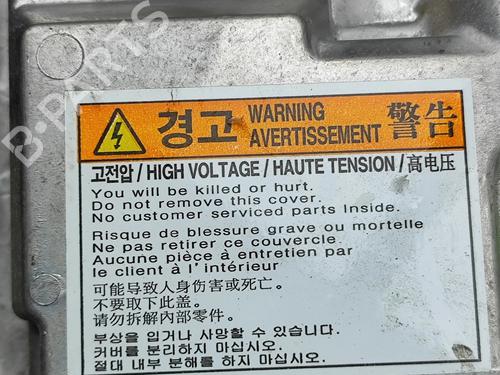 B-PARTS
경고 WARNING AVERTISSEMENT 警告
고전압 / HIGH VOLTAGE / HAUTE TENSION / 高电压
You will be killed or hurt.
Do not remove this cover.
No customer serviced parts Inside.
Risque de blessure grave ou mortelle
Ne pas retirer ce couvercle.
Aucune pièce à entretien par
le client à l' intérieur
可能导致人身伤害或死亡。
不要取下此盖。
请勿拆解内部零件。
부상을 입거나 사망할 수 있습니다.
커버를 분리하지 마십시오.
절대 내부 분해를 하지 마십시오.